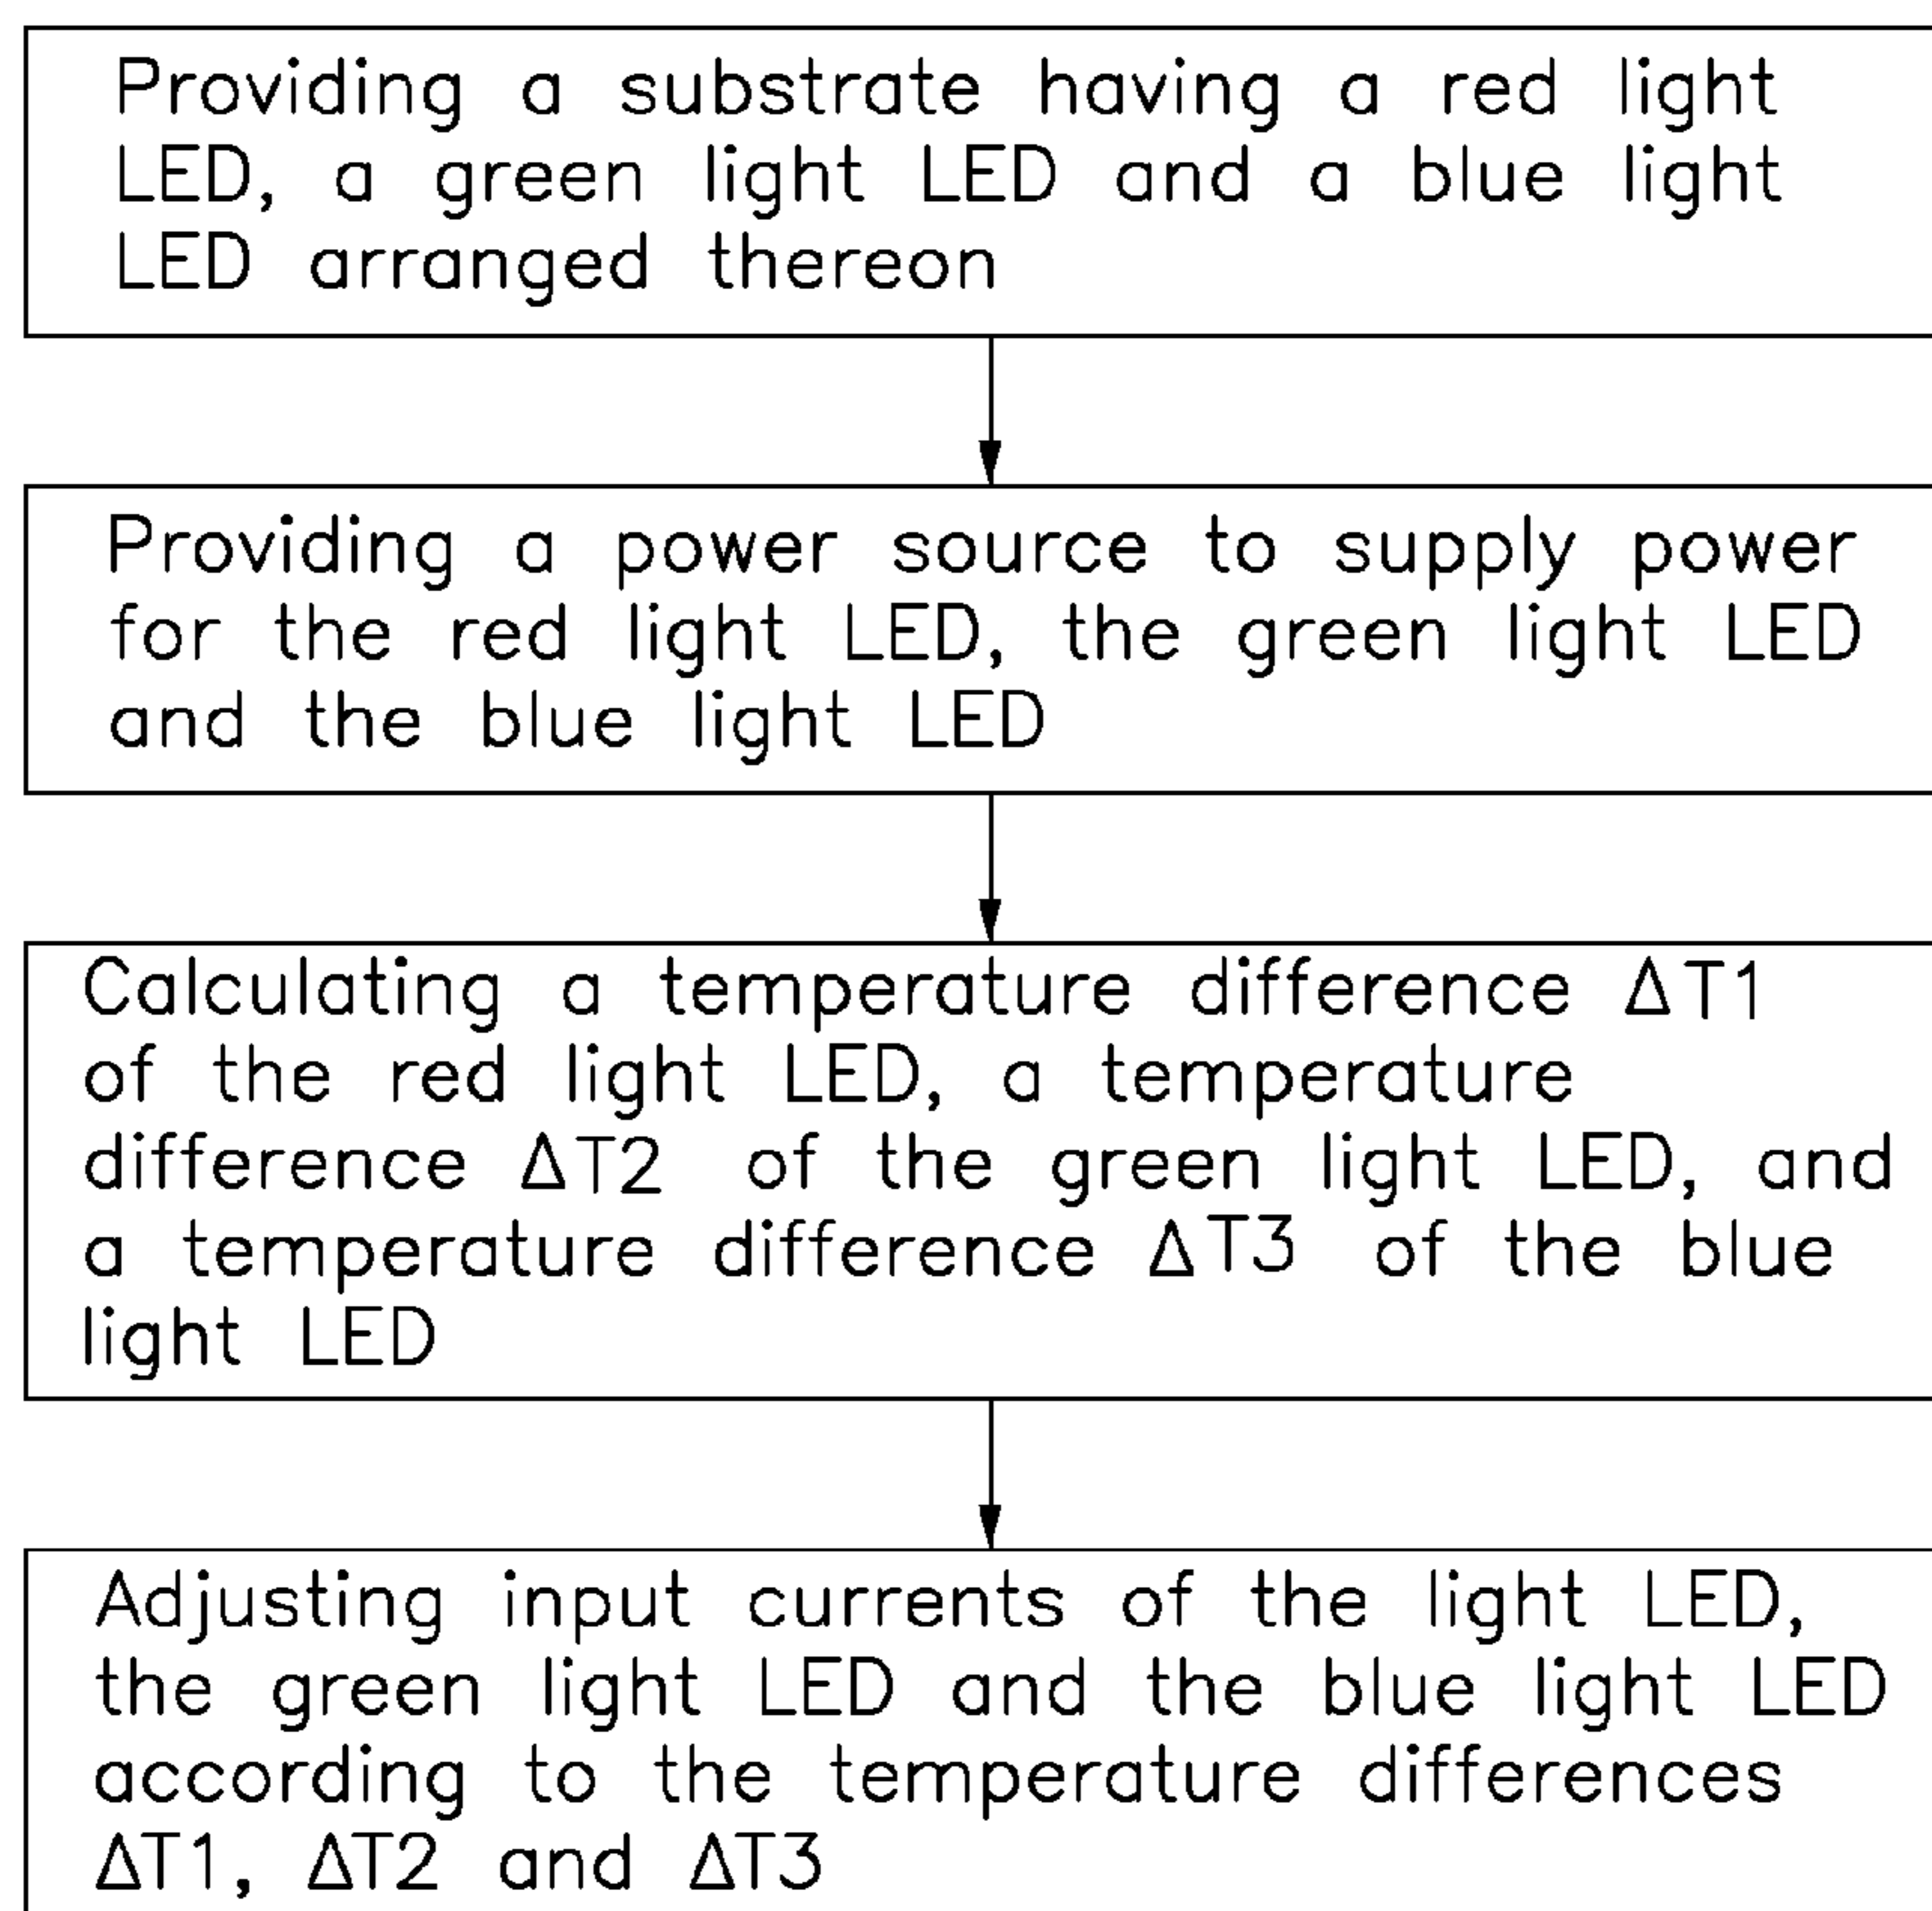 Providing a substrate having a red light
LED, a green light LED and a blue light
LED arranged thereon
Providing a power source to supply power
for the red light LED, the green light LED
and the blue light LED
Calculating a temperature difference ΔT1
of the red light LED, a temperature
difference ΔT2 of the green light LED, and
a temperature difference ΔT3 of the blue
light LED
Adjusting input currents of the light LED,
the green light LED and the blue light LED
according to the temperature differences
ΔT1, ΔT2 and ΔT3